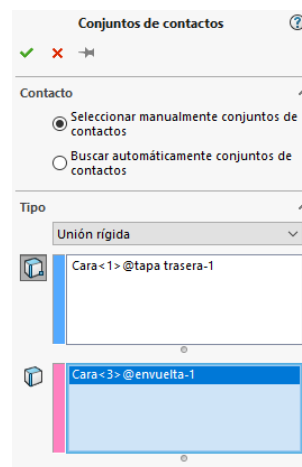 Conjuntos de contactos
Contacto
Seleccionar manualmente conjuntos de
contactos
Buscar automáticamente conjuntos de
contactos
Tipo
Unión rígida
Cara<1>@tapa trasera-1
Cara<3>@envuelta-1